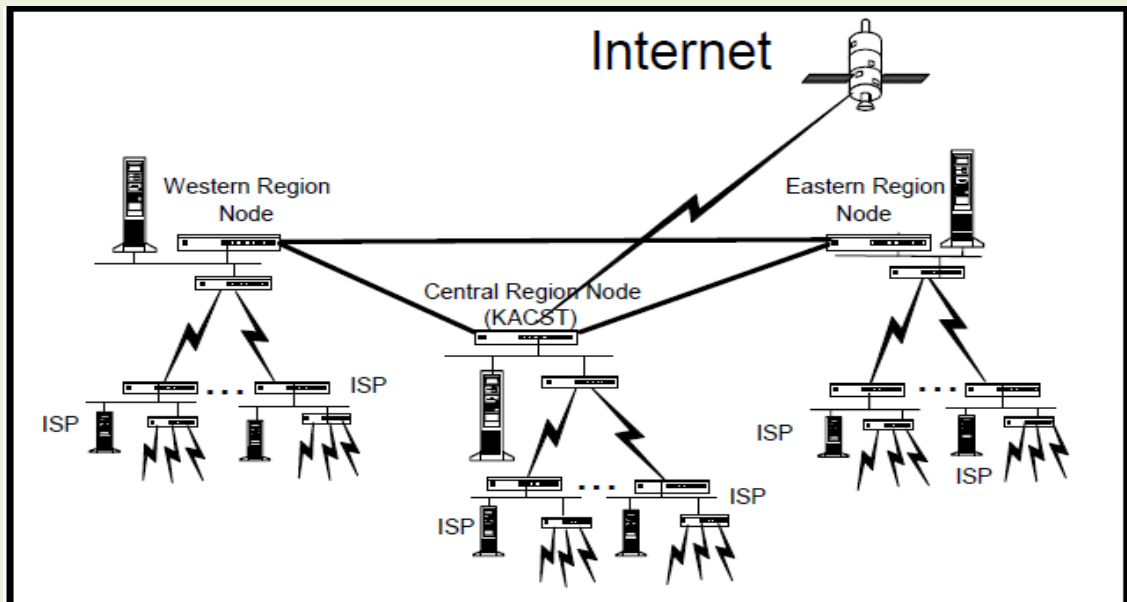 Internet
Western Region
Node
Eastern Region
Node
Central Region Node
(KACST)
ISP
ISP
ISP
ISP
ISP
ISP